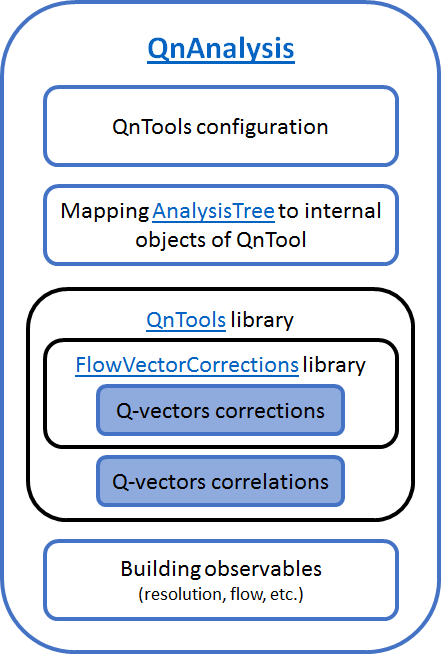 QnAnalysis
QnTools configuration
Mapping AnalysisTree to internal
objects of QnTool
QnTools library
FlowVectorCorrections library
Q-vectors corrections
Q-vectors correlations
Building observables
(resolution, flow, etc.)